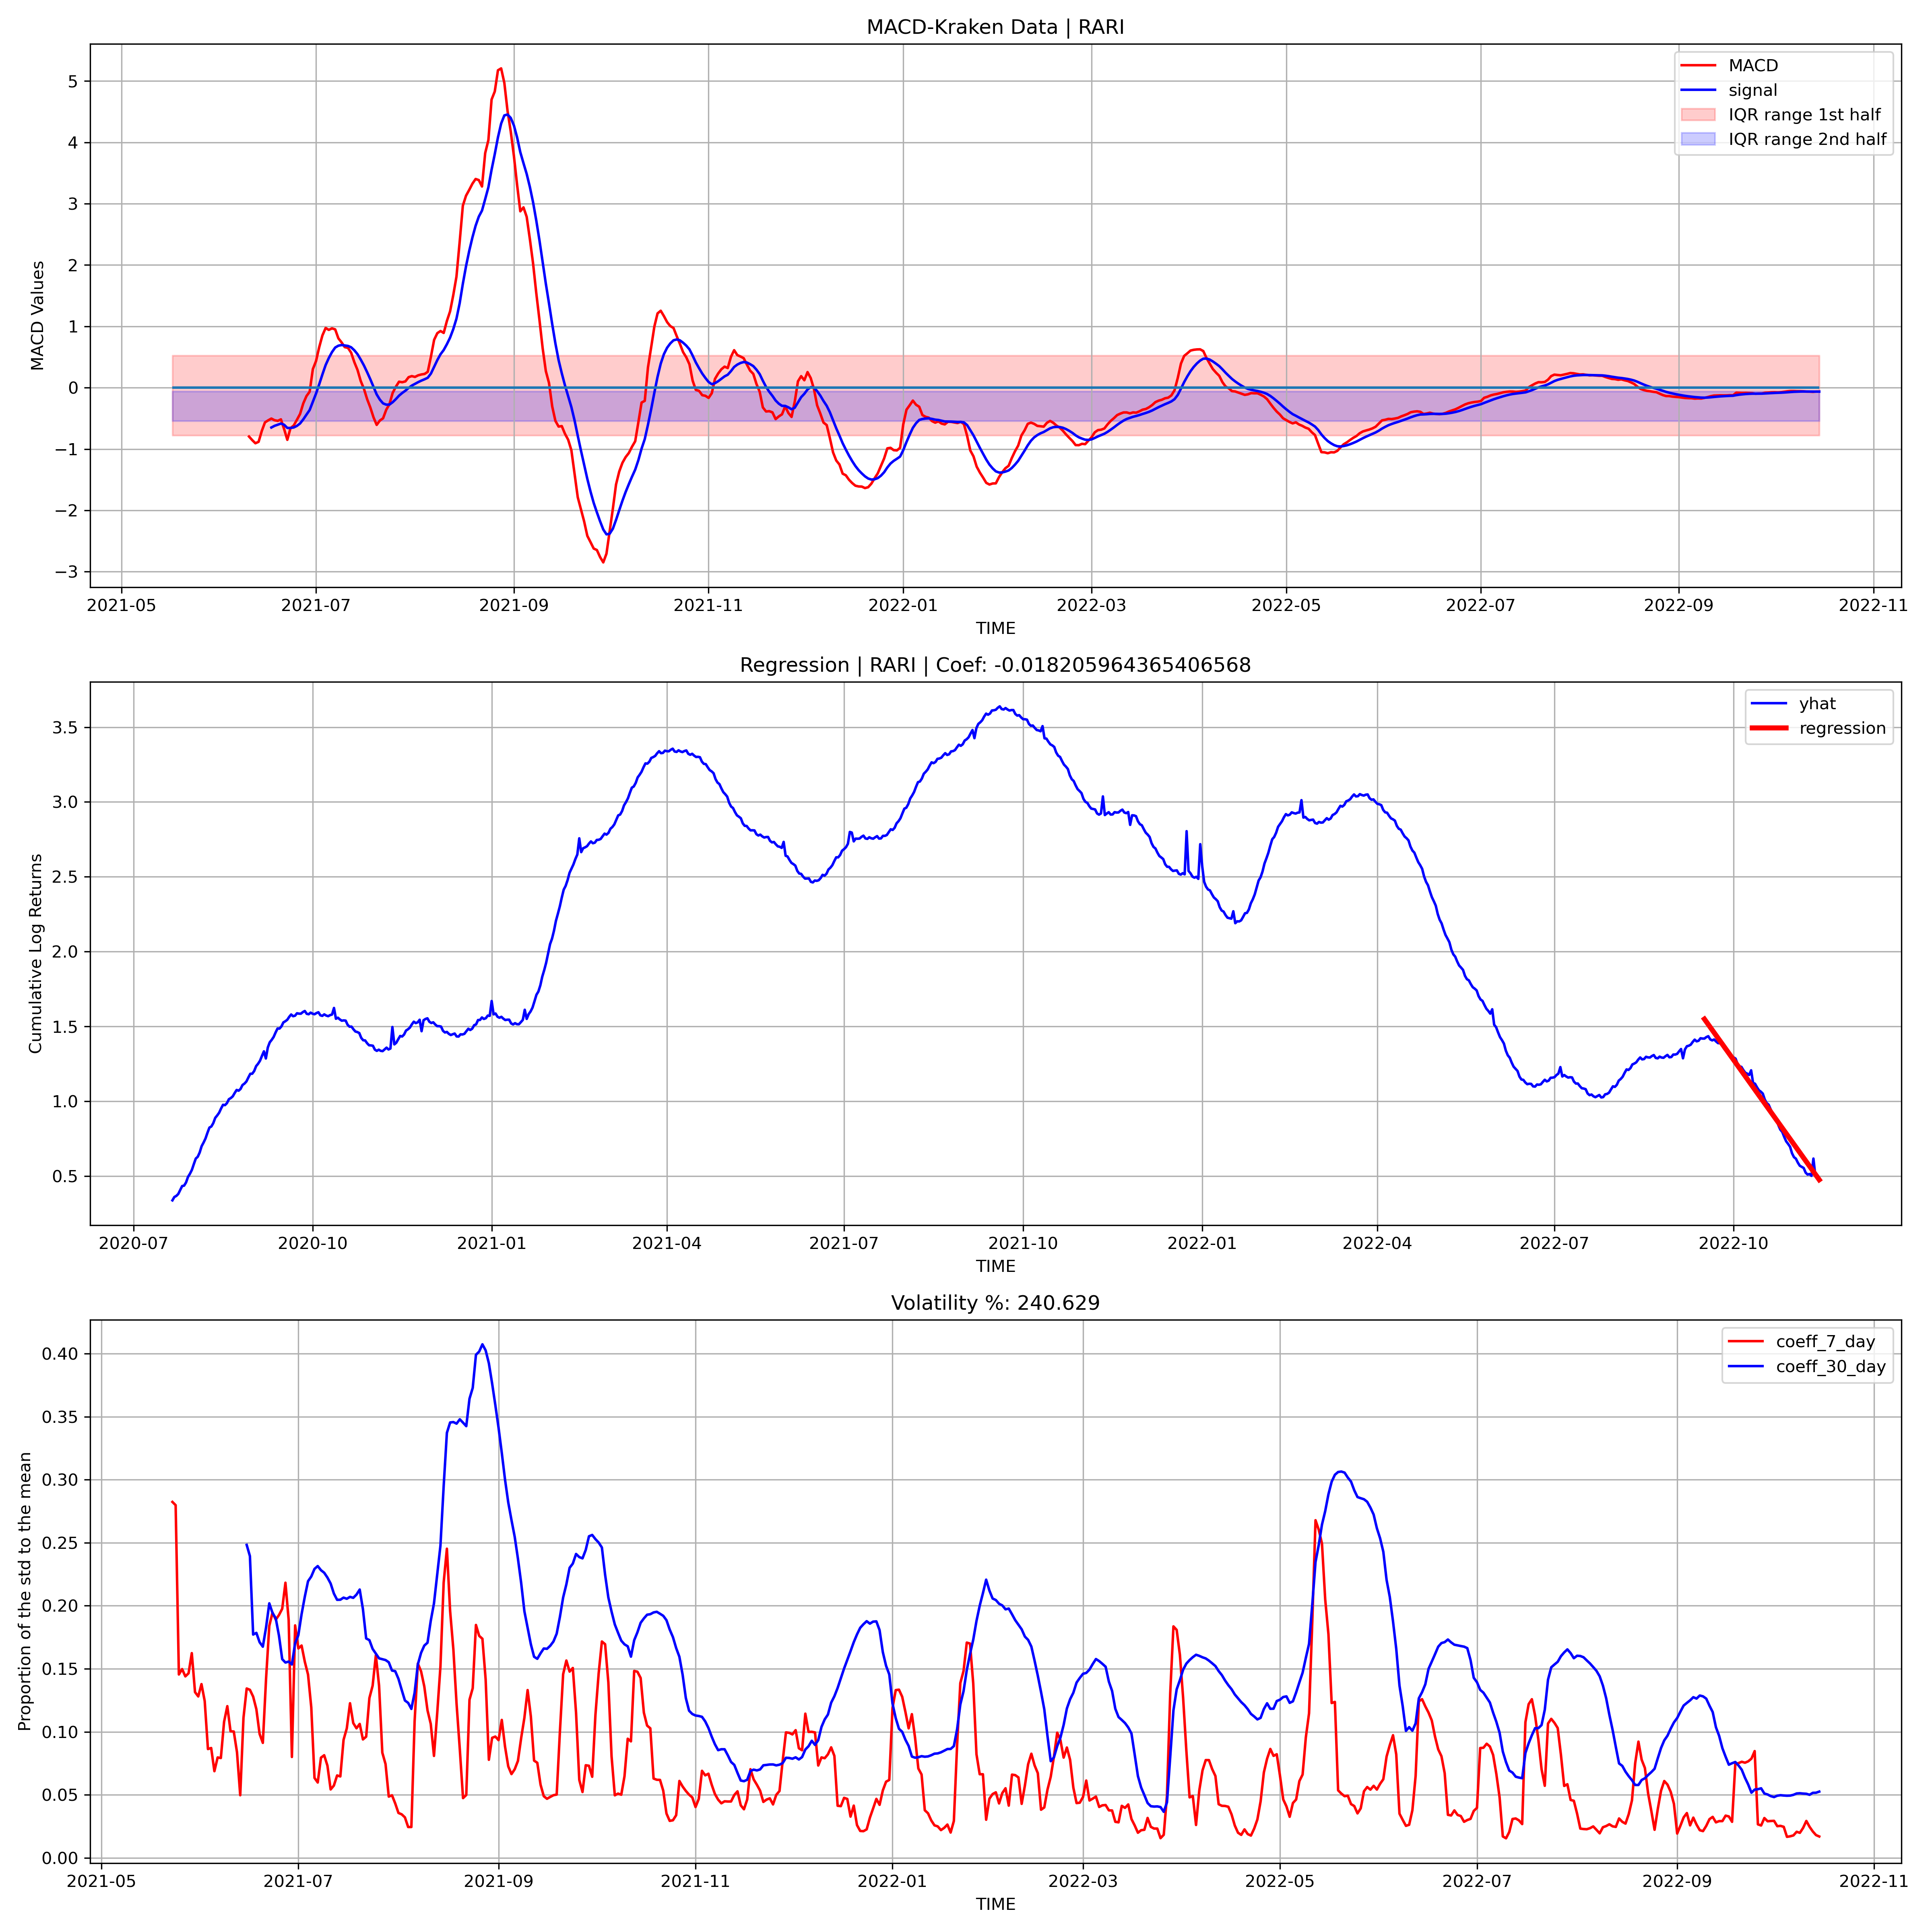 MACD-Kraken Data | RARI
MACD
signal
IQR range 1st half
IQR range 2nd half
MACD Values
5
4
3
2
1
0
−1
−2
−3
2021-05 2021-07 2021-09 2021-11 2022-01 2022-03 2022-05 2022-07 2022-09 2022-11
TIME
Regression | RARI | Coef: -0.018205964365406568
yhat
regression
Cumulative Log Returns
3.5
3.0
2.5
2.0
1.5
1.0
0.5
2020-07 2020-10 2021-01 2021-04 2021-07 2021-10 2022-01 2022-04 2022-07 2022-10
TIME
Volatility %: 240.629
coeff_7_day
coeff_30_day
Proportion of the std to the mean
0.40
0.35
0.30
0.25
0.20
0.15
0.10
0.05
0.00
2021-05 2021-07 2021-09 2021-11 2022-01 2022-03 2022-05 2022-07 2022-09 2022-11
TIME